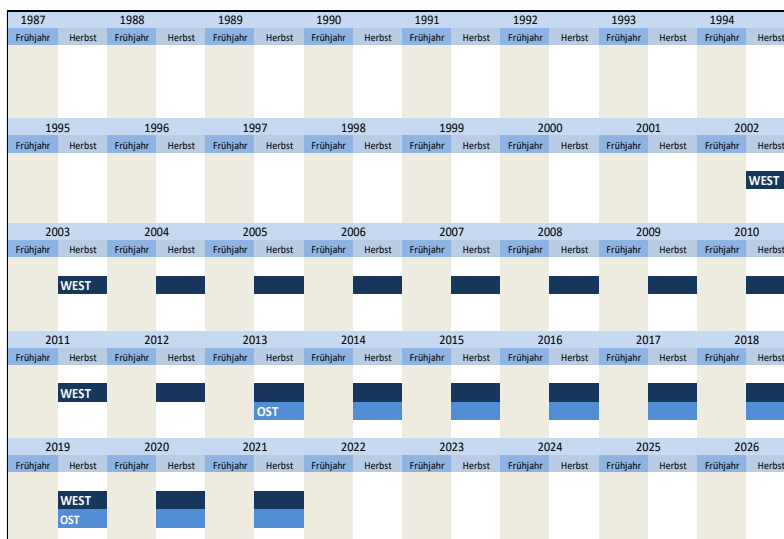 1987 1988 1989 1990 1991 1992 1993 1994
Frühjahr Herbst Frühjahr Herbst Frühjahr Herbst Frühjahr Herbst Frühjahr Herbst Frühjahr Herbst Frühjahr Herbst Frühjahr Herbst
1995 1996 1997 1998 1999 2000 2001 2002
Frühjahr Herbst Frühjahr Herbst Frühjahr Herbst Frühjahr Herbst Frühjahr Herbst Frühjahr Herbst Frühjahr Herbst Frühjahr Herbst
WEST
2003 2004 2005 2006 2007 2008 2009 2010
Frühjahr Herbst Frühjahr Herbst Frühjahr Herbst Frühjahr Herbst Frühjahr Herbst Frühjahr Herbst Frühjahr Herbst Frühjahr Herbst
WEST
2011 2012 2013 2014 2015 2016 2017 2018
Frühjahr Herbst Frühjahr Herbst Frühjahr Herbst Frühjahr Herbst Frühjahr Herbst Frühjahr Herbst Frühjahr Herbst Frühjahr Herbst
WEST
OST
2019 2020 2021 2022 2023 2024 2025 2026
Frühjahr Herbst Frühjahr Herbst Frühjahr Herbst Frühjahr Herbst Frühjahr Herbst Frühjahr Herbst Frühjahr Herbst Frühjahr Herbst
WEST
OST